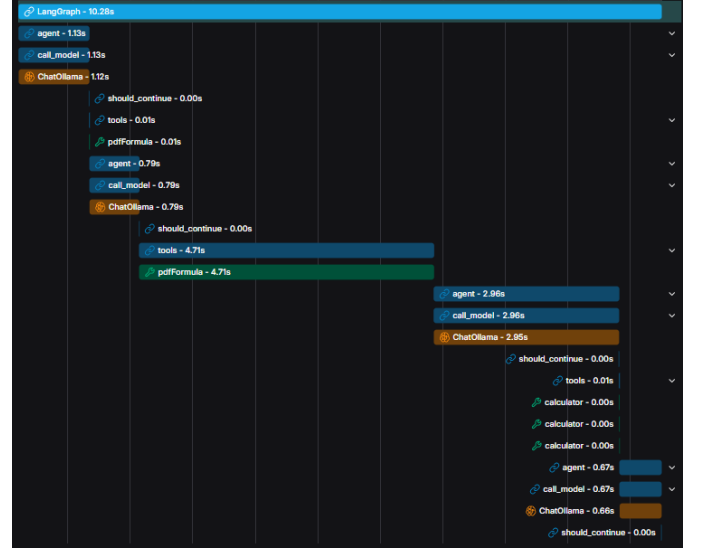 LangGraph - 10.28s
agent - 1.13s
call_model - 1.13s
ChatOllama - 1.12s
should_continue - 0.00s
tools - 0.01s
pdfFormula - 0.01s
agent - 0.79s
call_model - 0.79s
ChatOllama - 0.79s
should_continue - 0.00s
tools - 4.71s
pdfFormula - 4.71s
agent - 2.96s
call_model - 2.96s
ChatOllama - 2.95s
should_continue - 0.00s
tools - 0.01s
calculator - 0.00s
calculator - 0.00s
calculator - 0.00s
agent - 0.67s
call_model - 0.67s
ChatOllama - 0.66s
should_continue - 0.00s